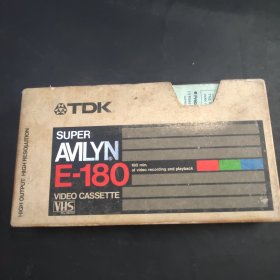 TDK
SUPER
AVILYN
E-180
VIDEO CASSETTE
VHS
180 min.
of video recording and playback
HIGH OUTPUT HIGH RESOLUTION